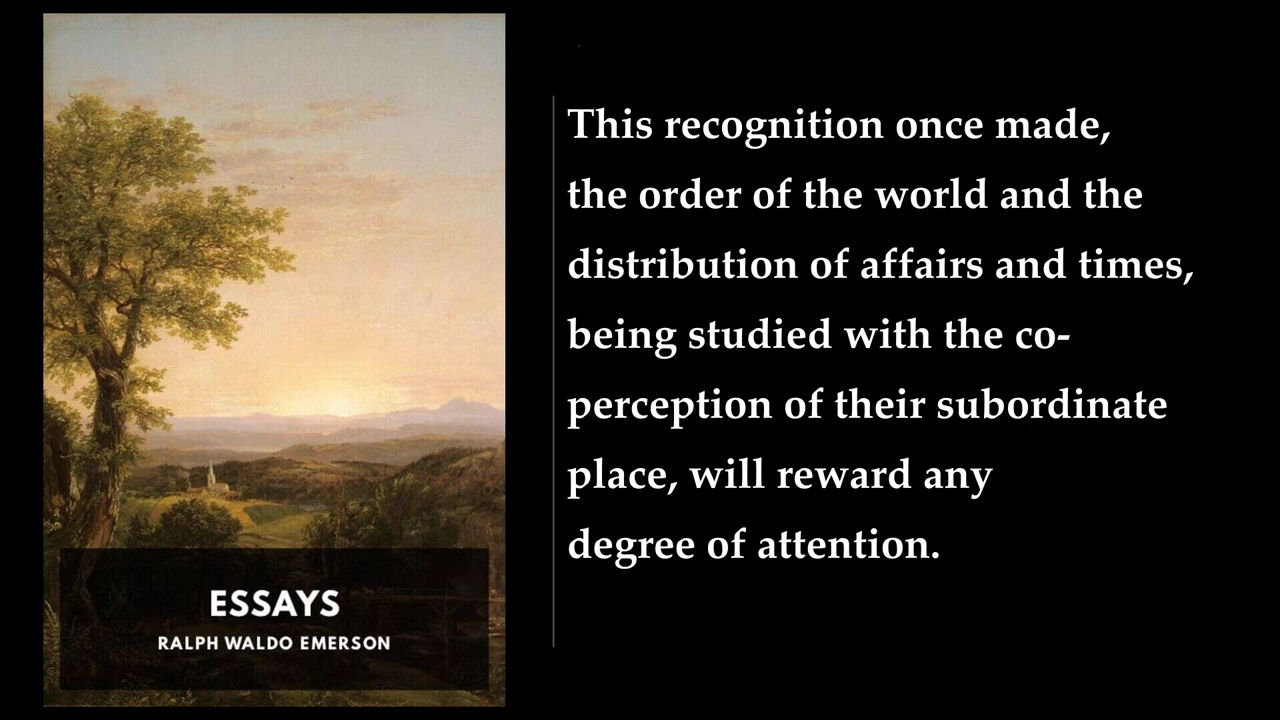 ESSAYS
RALPH WALDO EMERSON
This recognition once made,
the order of the world and the
distribution of affairs and times,
being studied with the co-
perception of their subordinate
place, will reward any
degree of attention.